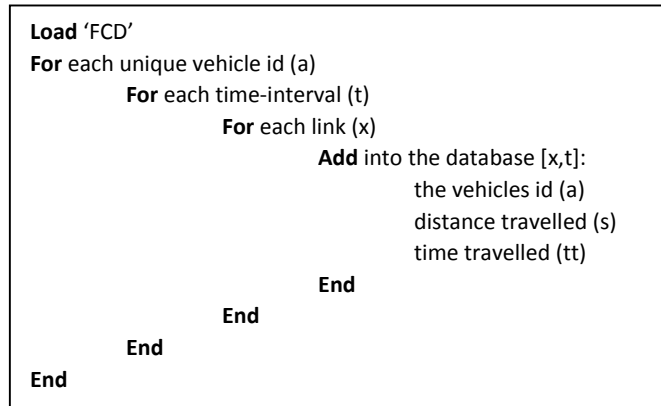 Load ‘FCD’
For each unique vehicle id (a)
For each time-interval (t)
For each link (x)
Add into the database [x,t]:
the vehicles id (a)
distance travelled (s)
time travelled (tt)
End
End
End
End